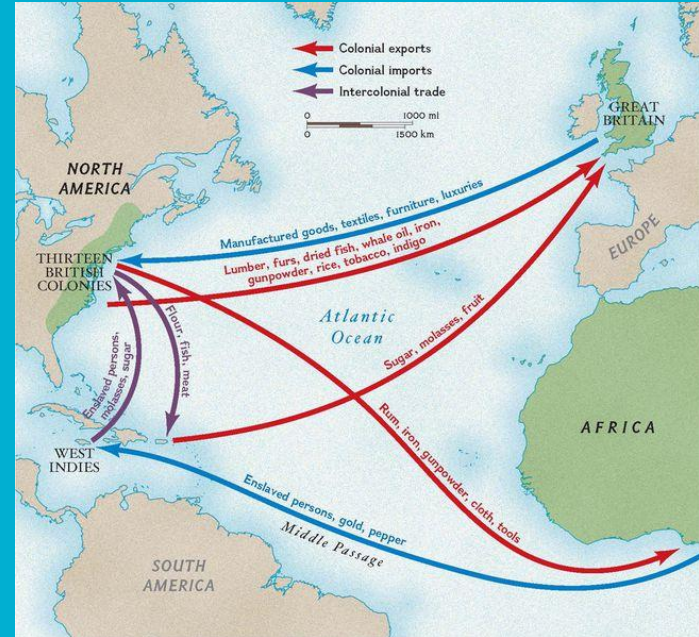 Colonial exports
Colonial imports
Intercolonial trade
0
1000 mi
0
1500 km
GREAT
BRITAIN
NORTH
AMERICA
EUROPE
Manufactured goods, textiles, furniture, luxuries
THIRTEEN
BRITISH
COLONIES
Lumber, furs, dried fish, whale oil, iron,
gunpowder, rice, tobacco, indigo
Atlantic
Ocean
Flour, fish, meat
Sugar, molasses, fruit
Enslaved persons,
molasses, sugar
Rum, iron, gunpowder, cloth, tools
AFRICA
WEST
INDIES
Enslaved persons, gold, pepper
Middle Passage
SOUTH
AMERICA